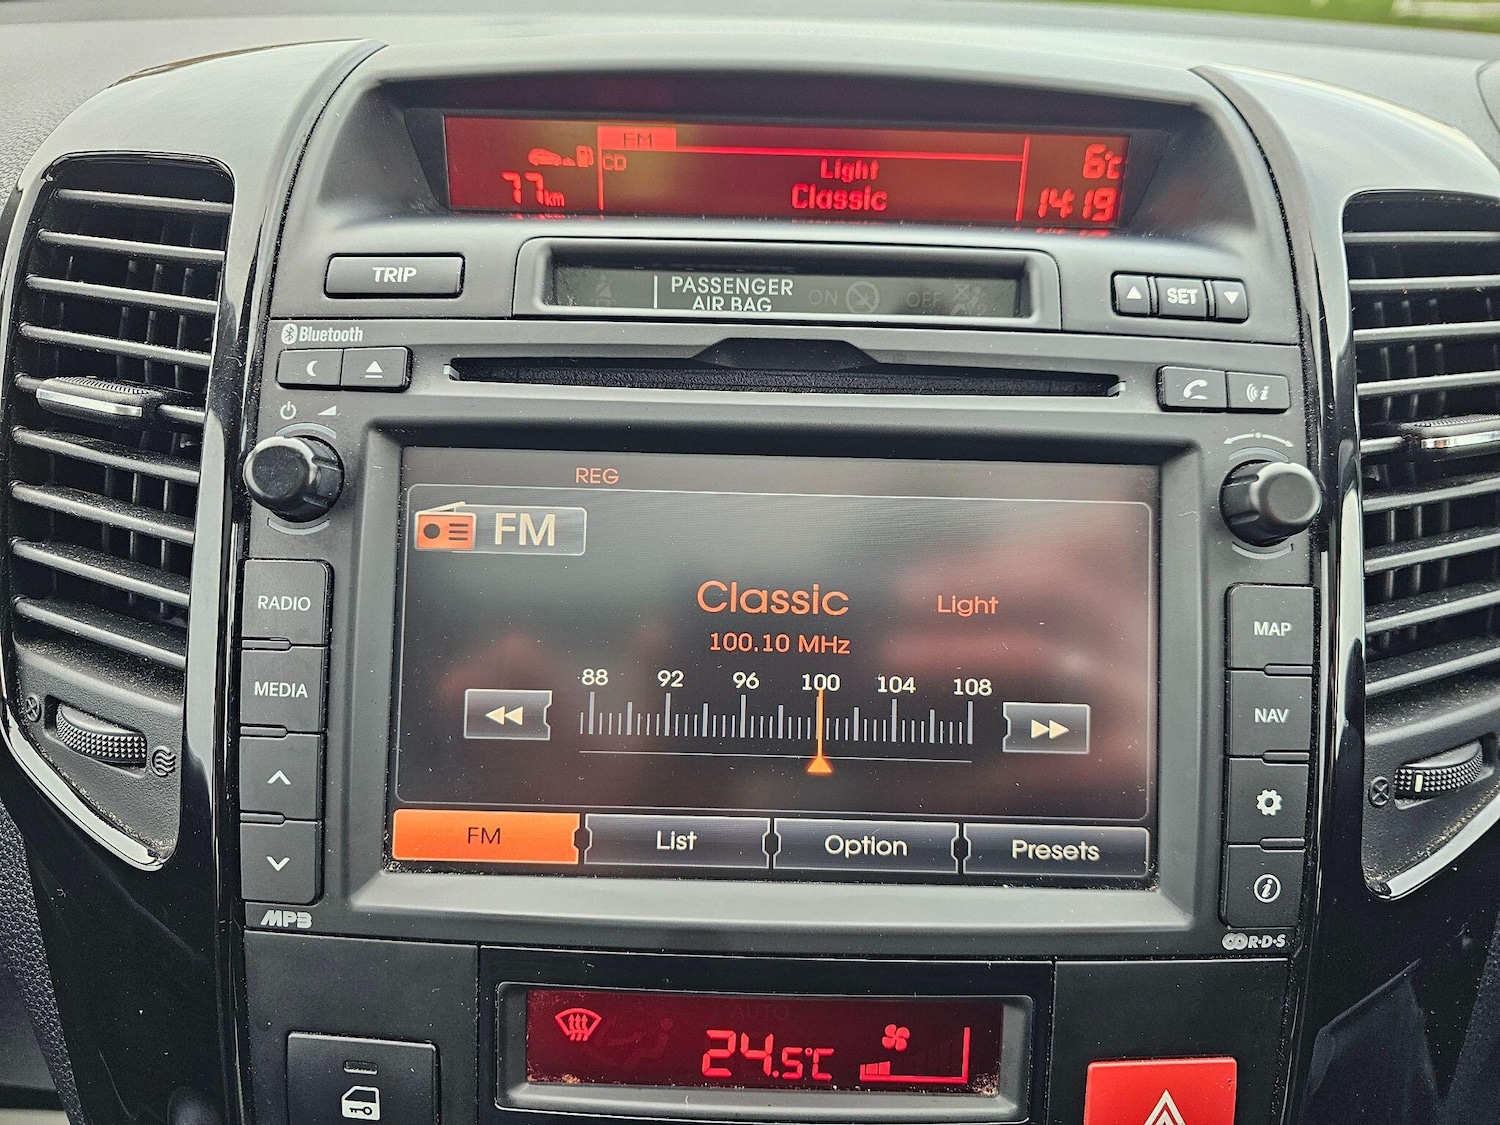 FM
CD
Light
6°c
77km
Classic
14:19
TRIP
PASSENGER
AIR BAG
ON
OFF
SET
Bluetooth
REG
FM
RADIO
Classic
Light
MAP
100.10 MHz
MEDIA
88 92 96 100 104 108
NAV
FM
List
Option
Presets
MP3
R·D·S
AUTO
24.5°C